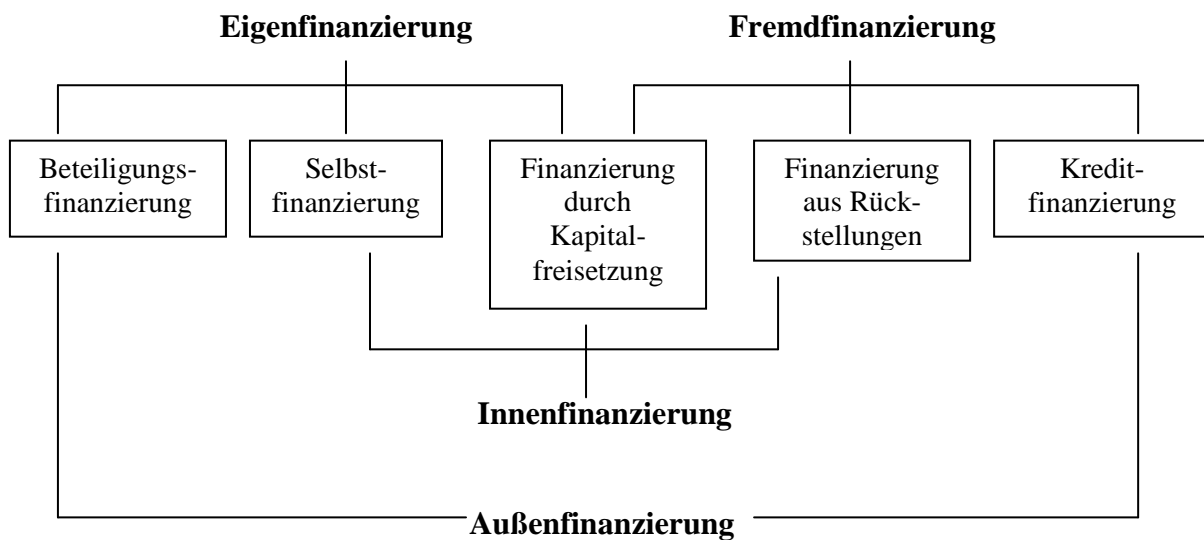 Eigenfinanzierung
Fremdfinanzierung
Beteiligungs-
finanzierung
Selbst-
finanzierung
Finanzierung
durch
Kapital-
freisetzung
Finanzierung
aus Rück-
stellungen
Kredit-
finanzierung
Innenfinanzierung
Außenfinanzierung